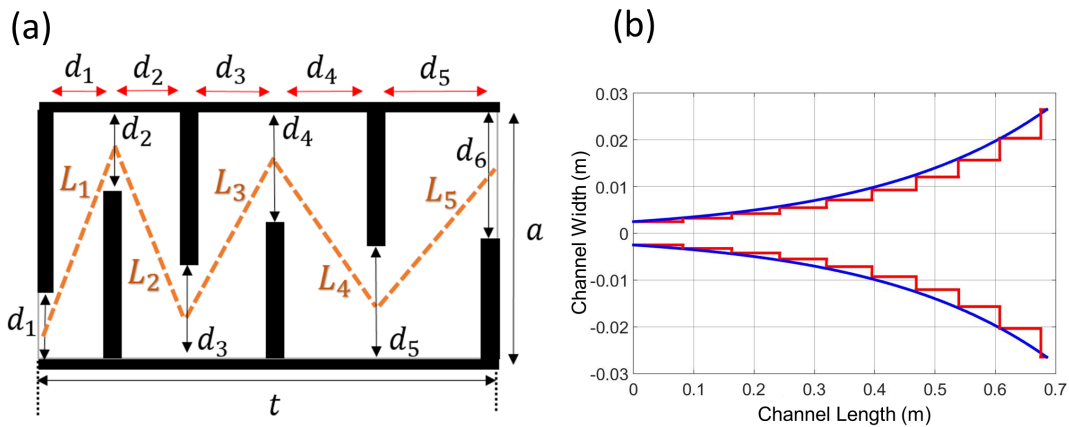 (a)
d1 d2 d3 d4 d5
d2 d4 d6
L1 L3 L5
a
L2 L4
d1 d3 d5
t
(b)
0.03
0.02
0.01
0
-0.01
-0.02
-0.03
Channel Width (m)
0 0.1 0.2 0.3 0.4 0.5 0.6 0.7
Channel Length (m)